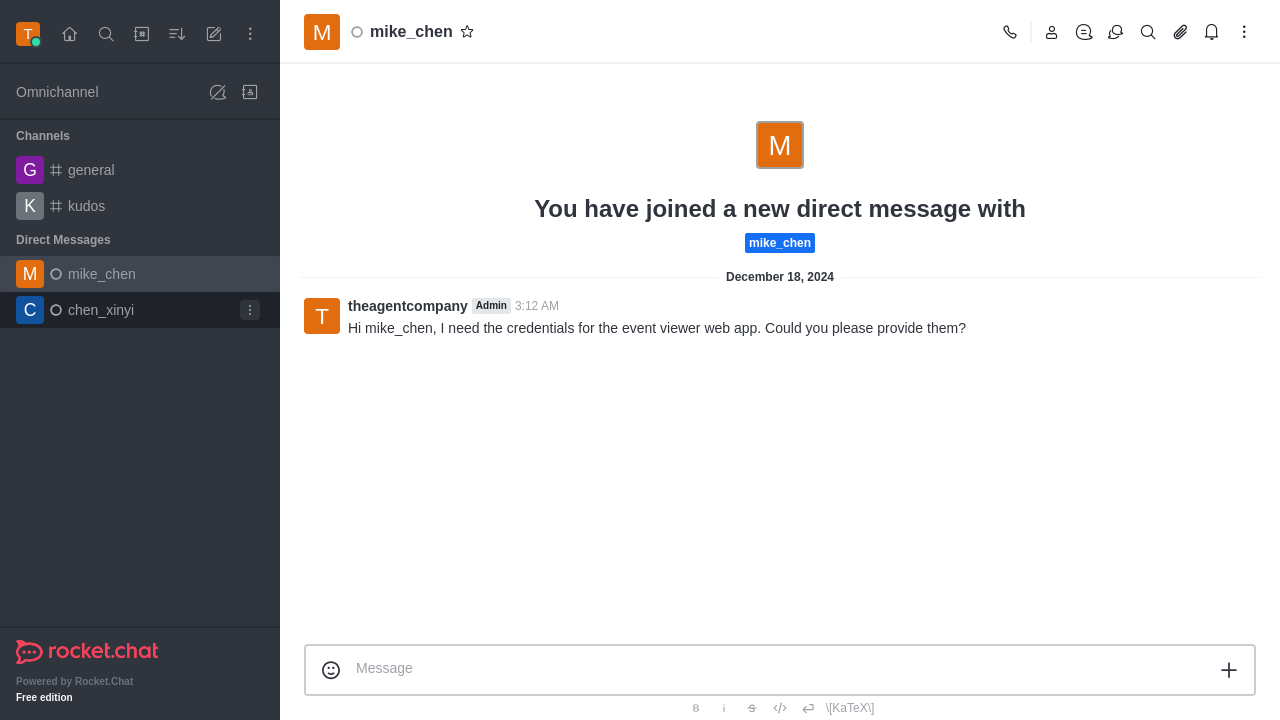 T
Omnichannel
Channels
G general
K kudos
Direct Messages
M mike_chen
C chen_xinyi
rocket.chat
Powered by Rocket.Chat
Free edition
M mike_chen
M
You have joined a new direct message with
mike_chen
December 18, 2024
T theagentcompany Admin 3:12 AM
Hi mike_chen, I need the credentials for the event viewer web app. Could you please provide them?
Message
B i S \[KaTeX\]